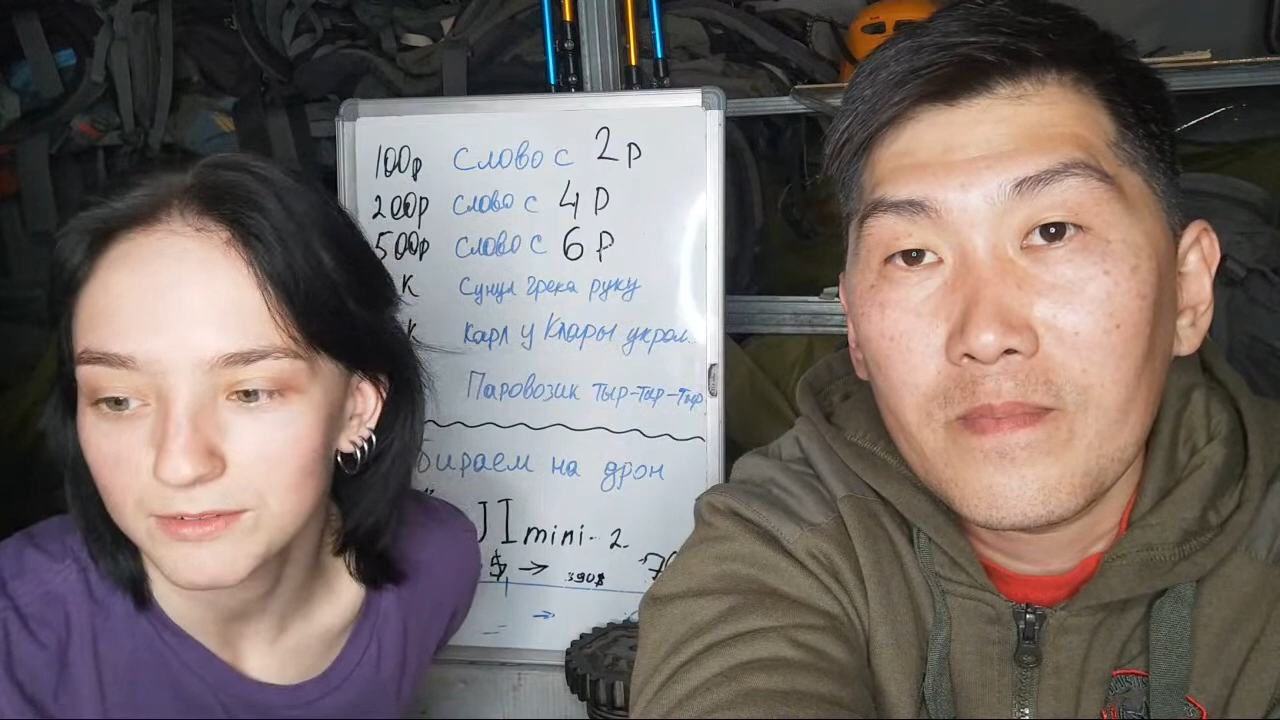 100р слово с 2 р
200р слово с 4 р
500р слово с 6 р
К Сунул грека руку
К Карл у Клары украл..
Паровозик тыр-тыр-тыр
бираем на дрон
JI mini-2
$ → 390$